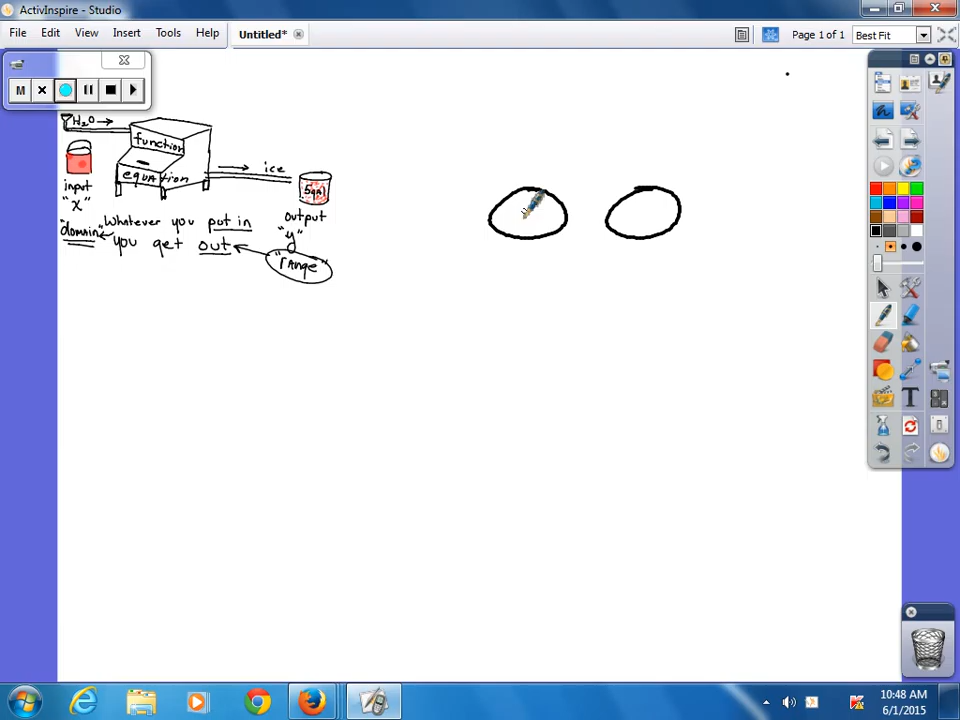 ActivInspire - Studio
File Edit View Insert Tools Help
Untitled*
Page 1 of 1
Best Fit
M
H₂O →
function
equation
ice
5gal
input
"x"
output
"y"
"domain"
Whatever you put in
you get out
"range"
T
10:48 AM
6/1/2015